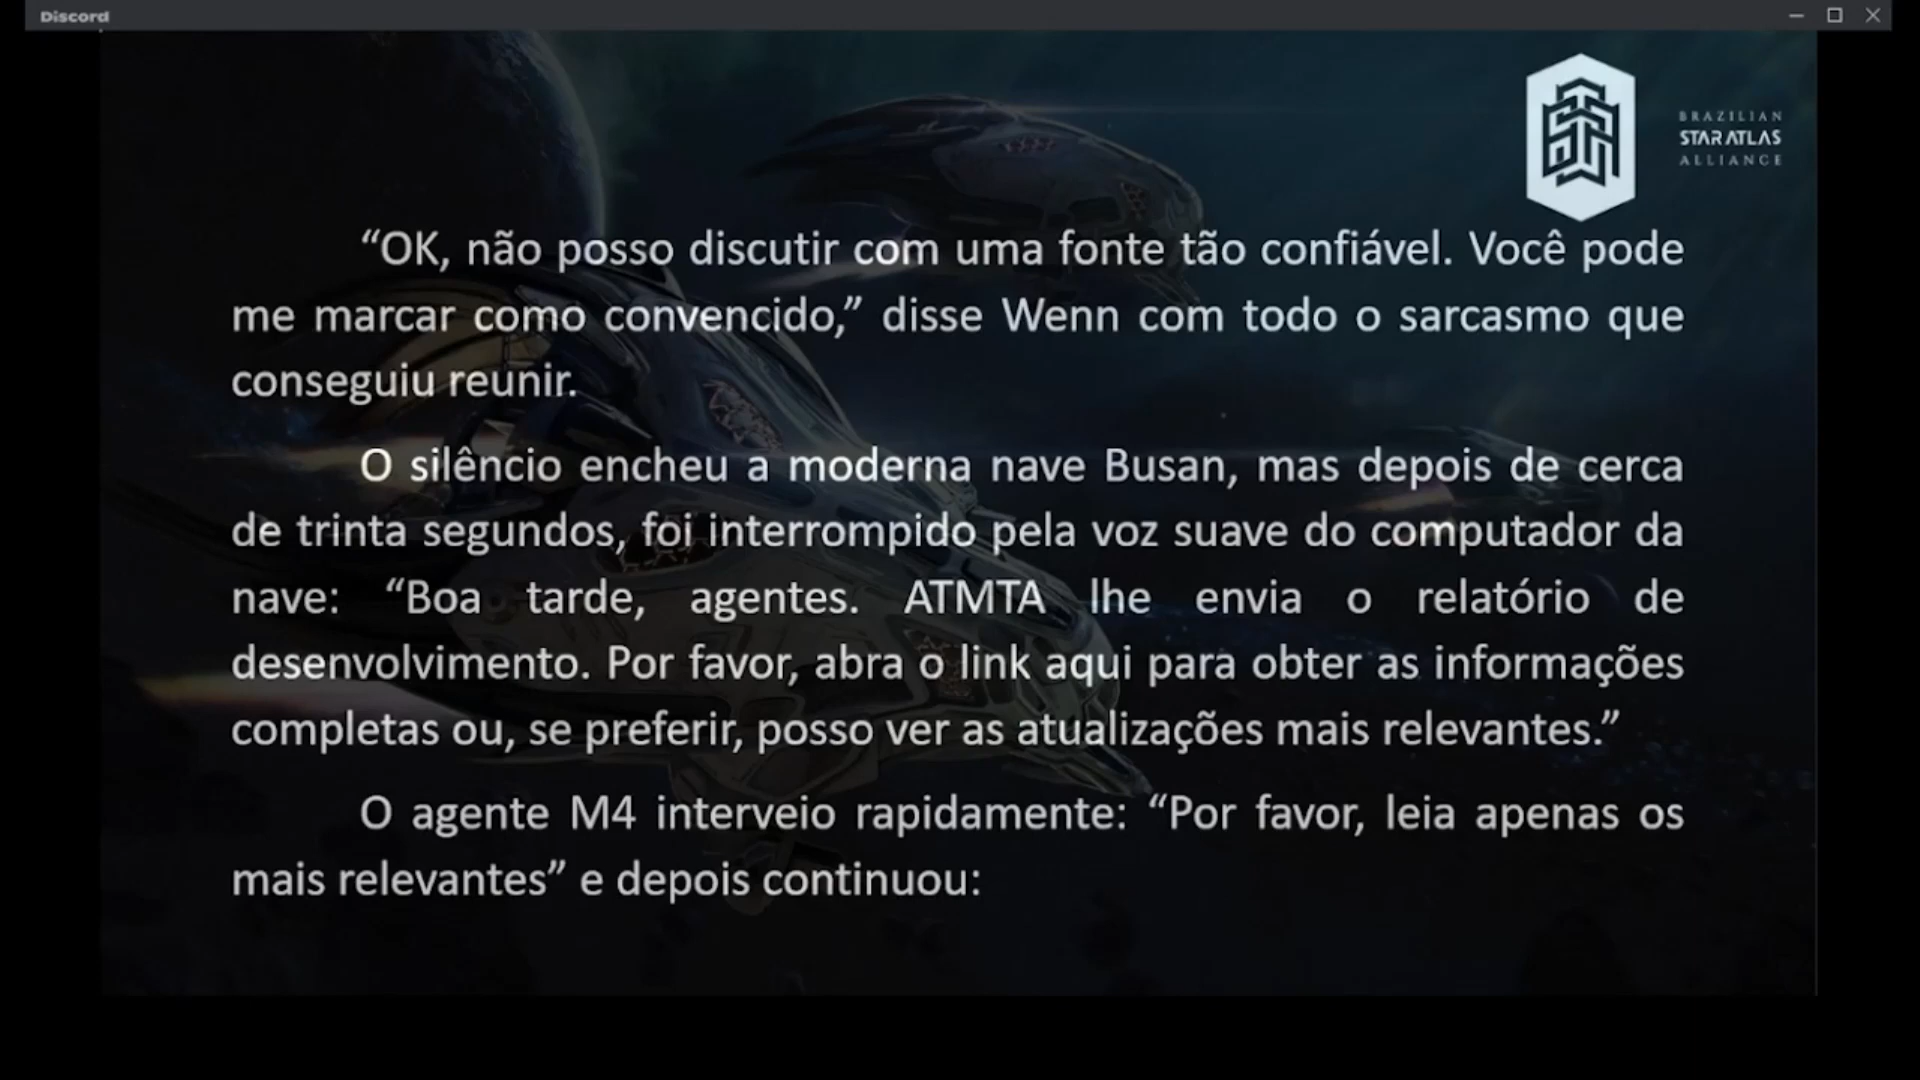 Discord
BRAZILIAN
STAR ATLAS
ALLIANCE
“OK, não posso discutir com uma fonte tão confiável. Você pode
me marcar como convencido,” disse Wenn com todo o sarcasmo que
conseguiu reunir.
O silêncio encheu a moderna nave Busan, mas depois de cerca
de trinta segundos, foi interrompido pela voz suave do computador da
nave: “Boa tarde, agentes. ATMTA lhe envia o relatório de
desenvolvimento. Por favor, abra o link aqui para obter as informações
completas ou, se preferir, posso ver as atualizações mais relevantes.”
O agente M4 interveio rapidamente: “Por favor, leia apenas os
mais relevantes” e depois continuou: